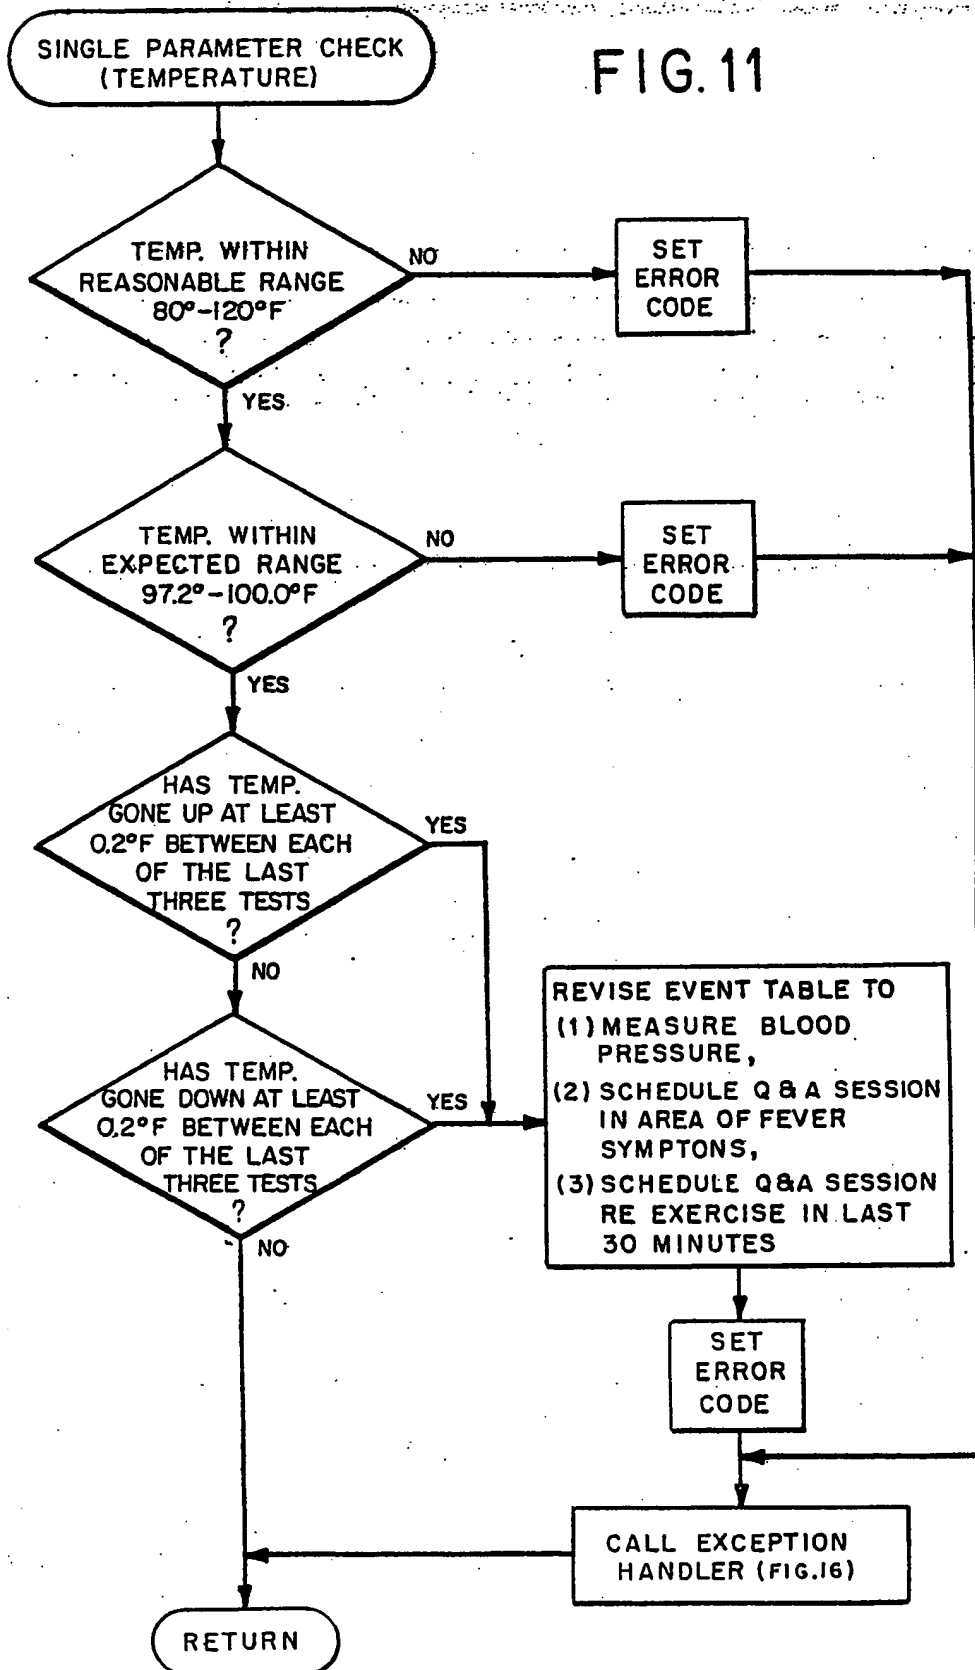 SINGLE PARAMETER CHECK
(TEMPERATURE)
FIG. 11
TEMP. WITHIN
REASONABLE RANGE
80°-120°F
?
NO
SET
ERROR
CODE
YES
TEMP. WITHIN
EXPECTED RANGE
97.2°-100.0°F
?
NO
SET
ERROR
CODE
YES
HAS TEMP.
GONE UP AT LEAST
0.2°F BETWEEN EACH
OF THE LAST
THREE TESTS
?
YES
NO
HAS TEMP.
GONE DOWN AT LEAST
0.2°F BETWEEN EACH
OF THE LAST
THREE TESTS
?
YES
NO
REVISE EVENT TABLE TO
(1) MEASURE BLOOD
PRESSURE,
(2) SCHEDULE Q & A SESSION
IN AREA OF FEVER
SYMPTONS,
(3) SCHEDULE Q&A SESSION
RE EXERCISE IN LAST
30 MINUTES
SET
ERROR
CODE
CALL EXCEPTION
HANDLER (FIG.16)
RETURN